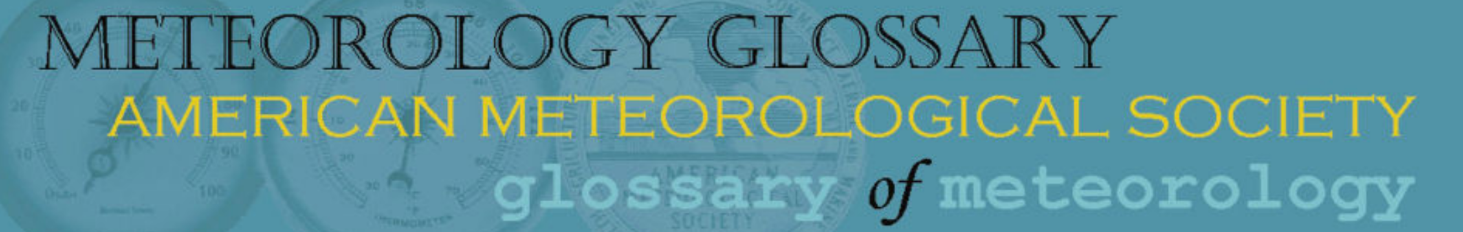 METEOROLOGY GLOSSARY
AMERICAN METEOROLOGICAL SOCIETY
glossary of meteorology